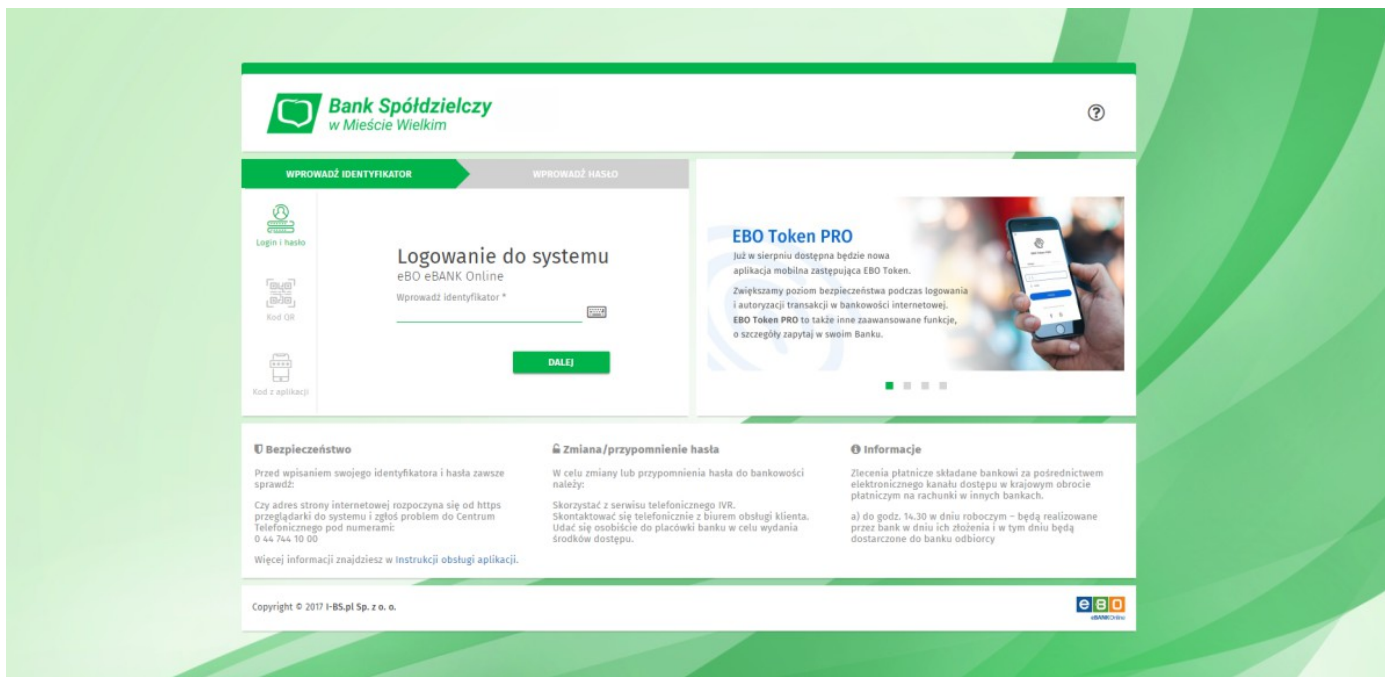 Bank Spółdzielczy
w Mieście Wielkim
WPROWADŹ IDENTYFIKATOR
WPROWADŹ HASŁO
Login i hasło
Kod QR
Kod z aplikacji
Logowanie do systemu
eBO eBANK Online
Wprowadź identyfikator *
DALEJ
EBO Token PRO
Już w sierpniu dostępna będzie nowa
aplikacja mobilna zastępująca EBO Token.
Zwiększamy poziom bezpieczeństwa podczas logowania
i autoryzacji transakcji w bankowości internetowej.
EBO Token PRO to także inne zaawansowane funkcje,
o szczegóły zapytaj w swoim Banku.
Bezpieczeństwo
Przed wpisaniem swojego identyfikatora i hasła zawsze
sprawdź:
Czy adres strony internetowej rozpoczyna się od https
przeglądarki do systemu i zgłoś problem do Centrum
Telefonicznego pod numerami:
0 44 744 10 00
Więcej informacji znajdziesz w Instrukcji obsługi aplikacji.
Zmiana/przypomnienie hasła
W celu zmiany lub przypomnienia hasła do bankowości
należy:
Skorzystać z serwisu telefonicznego IVR.
Skontaktować się telefonicznie z biurem obsługi klienta.
Udać się osobiście do placówki banku w celu wydania
środków dostępu.
Informacje
Zlecenia płatnicze składane bankowi za pośrednictwem
elektronicznego kanału dostępu w krajowym obrocie
płatniczym na rachunki w innych bankach.
a) do godz. 14.30 w dniu roboczym – będą realizowane
przez bank w dniu ich złożenia i w tym dniu będą
dostarczone do banku odbiorcy
Copyright © 2017 I-BS.pl Sp. z o. o.
eBO
eBANKOnline